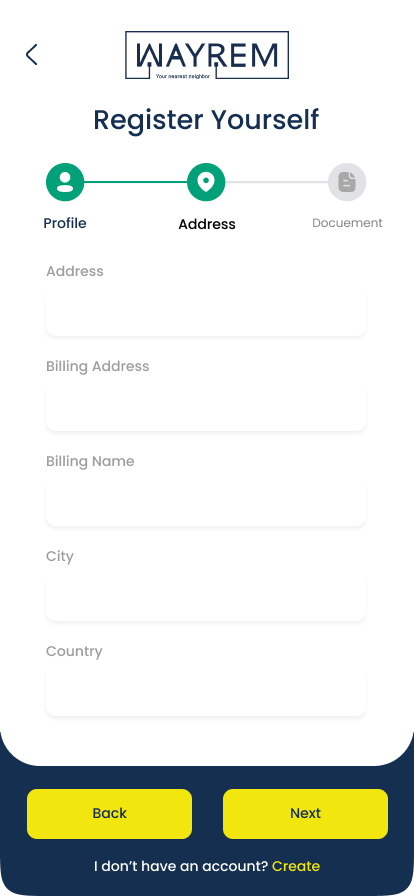 WAYREM
Your nearest neighbor
Register Yourself
Profile
Address
Docuement
Address
Billing Address
Billing Name
City
Country
Back
Next
I don’t have an account? Create